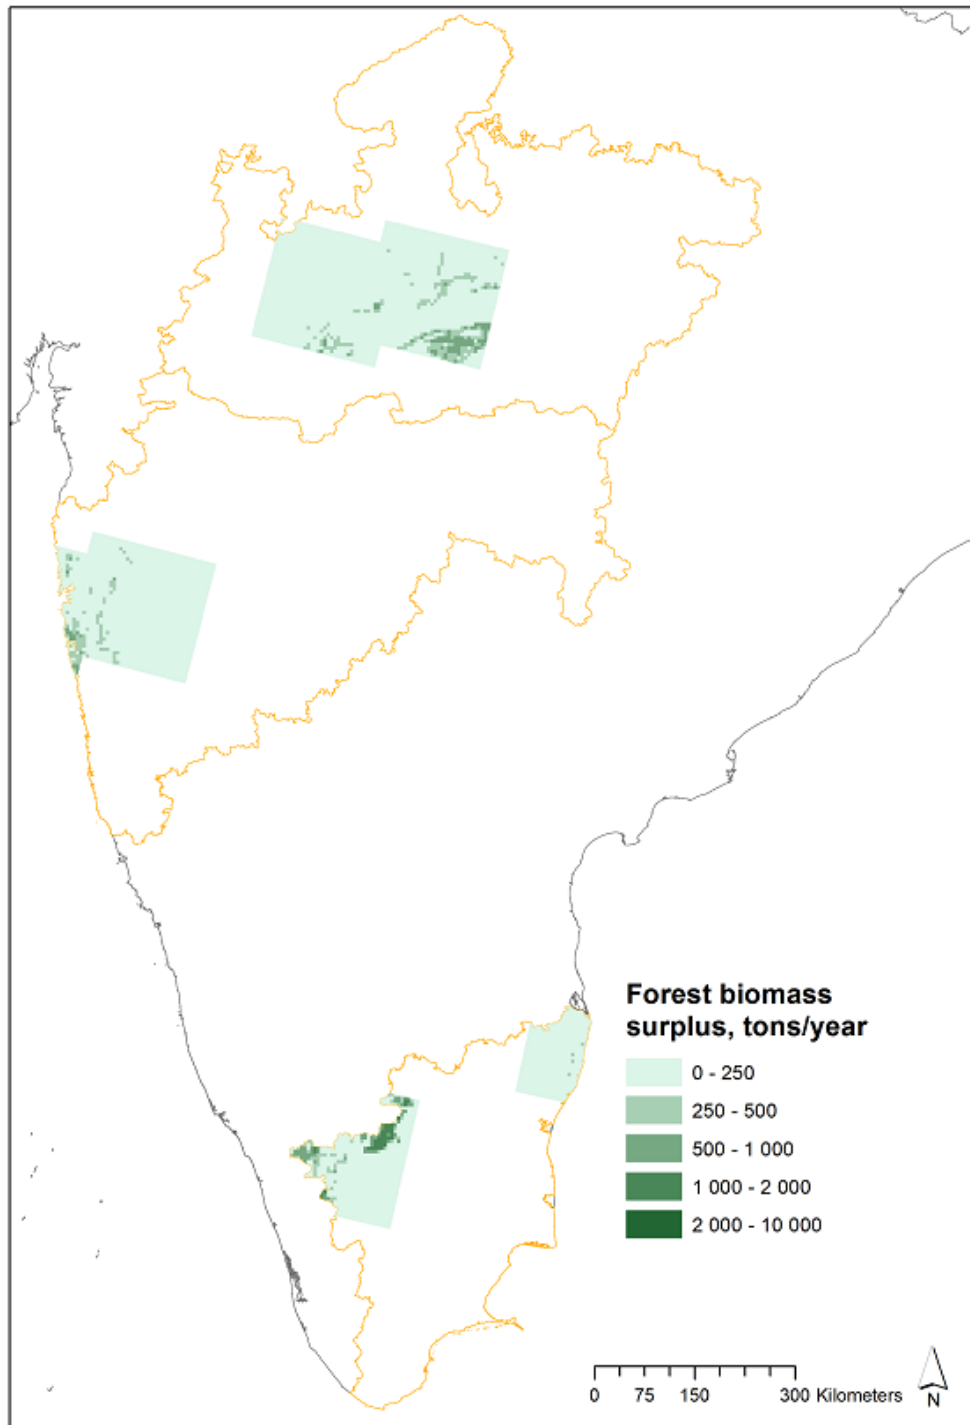 Forest biomass
surplus, tons/year
0 - 250
250 - 500
500 - 1 000
1 000 - 2 000
2 000 - 10 000
0 75 150 300 Kilometers
N